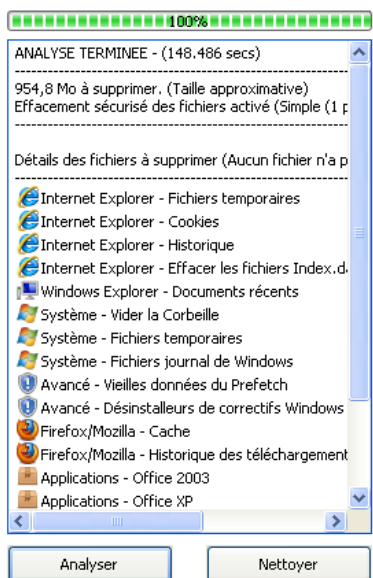 100%
ANALYSE TERMINEE - (148.486 secs)
954,8 Mo à supprimer. (Taille approximative)
Effacement sécurisé des fichiers activé (Simple (1 p
Détails des fichiers à supprimer (Aucun fichier n'a p
Internet Explorer - Fichiers temporaires
Internet Explorer - Cookies
Internet Explorer - Historique
Internet Explorer - Effacer les fichiers Index.d
Windows Explorer - Documents récents
Système - Vider la Corbeille
Système - Fichiers temporaires
Système - Fichiers journal de Windows
Avancé - Vieilles données du Prefetch
Avancé - Désinstalleurs de correctifs Windows
Firefox/Mozilla - Cache
Firefox/Mozilla - Historique des téléchargement
Applications - Office 2003
Applications - Office XP
Analyser
Nettoyer